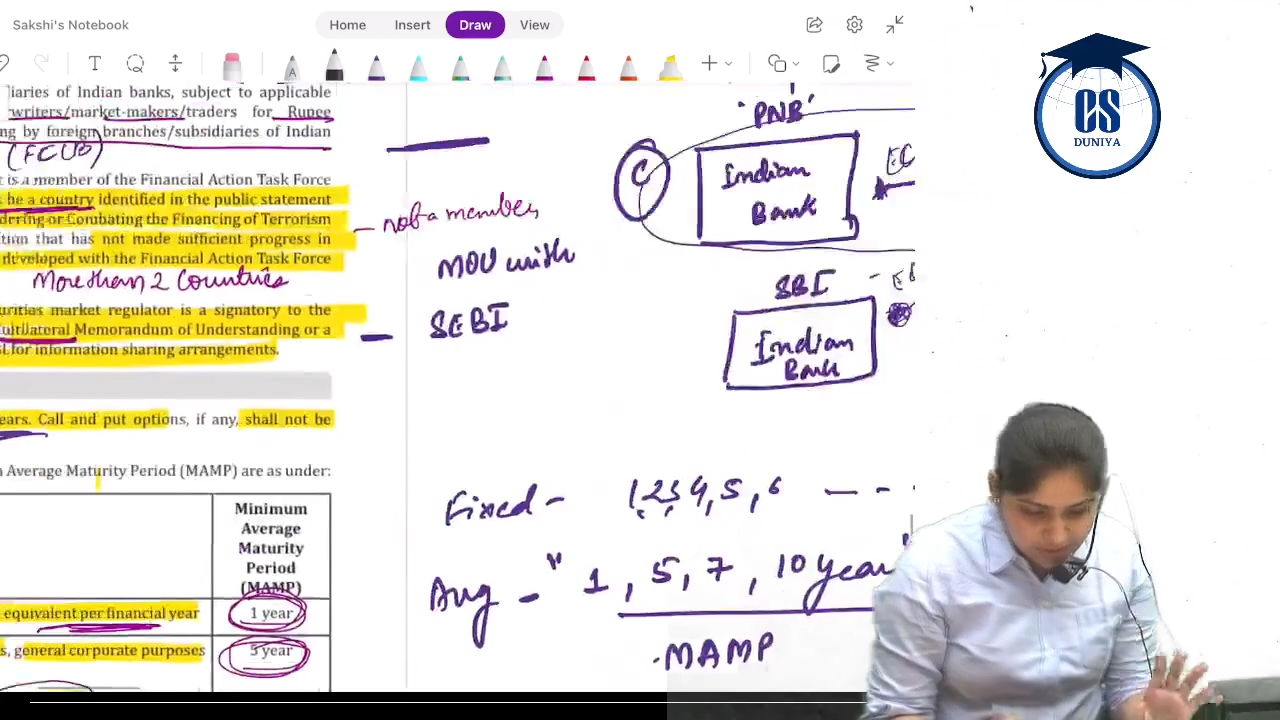 Sakshi's Notebook
Home Insert Draw View
iaries of Indian banks, subject to applicable
writers/market-makers/traders for Rupee
ng by foreign branches/subsidiaries of Indian
is a member of the Financial Action Task Force
be a country identified in the public statement
dering or Combating the Financing of Terrorism
tion that has not made sufficient progress in
developed with the Financial Action Task Force
More than 2 Countries
urities market regulator is a signatory to the
ultilateral Memorandum of Understanding or a
for information sharing arrangements.
ears. Call and put options, if any, shall not be
Average Maturity Period (MAMP) are as under:
Minimum
Average
Maturity
Period
(MAMP)
equivalent per financial year
1 year
s, general corporate purposes
5 year
not a member
MOU with
SEBI
'PNB'
C
Indian
Bank
EC
SBI
Indian
Bank
Fixed - 1 2 3 4, 5, 6 - -
Avg - " 1, 5, 7, 10 year
MAMP
CS
DUNIYA